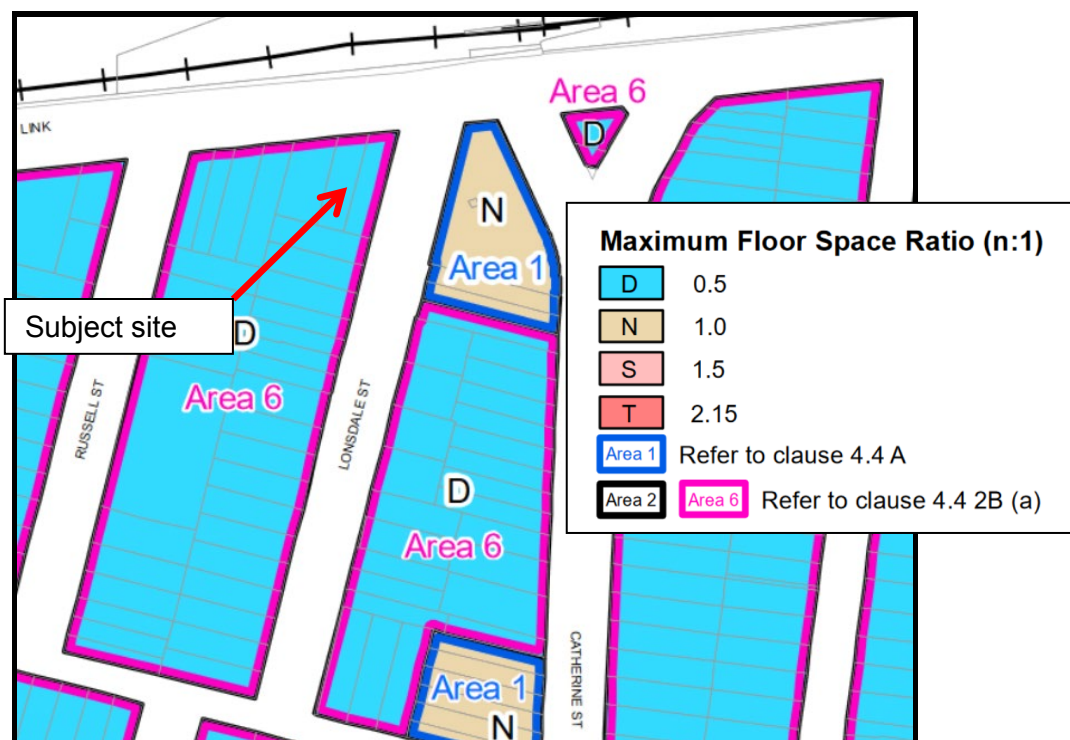 Area 6
D
LINK
N
Area 1
Maximum Floor Space Ratio (n:1)
D 0.5
N 1.0
S 1.5
T 2.15
Area 1 Refer to clause 4.4 A
Area 2 Area 6 Refer to clause 4.4 2B (a)
Subject site
D
Area 6
RUSSELL ST
LONSDALE ST
D
Area 6
CATHERINE ST
Area 1
N